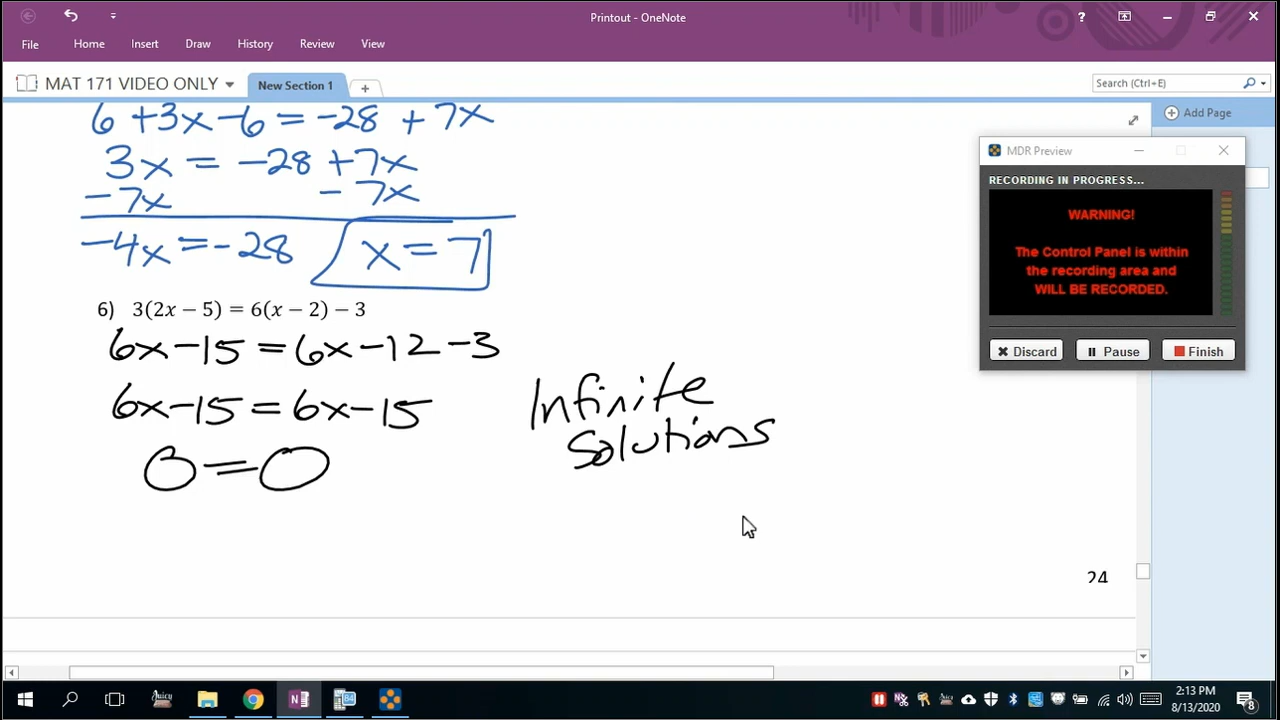 Printout - OneNote
?
File Home Insert Draw History Review View
MAT 171 VIDEO ONLY New Section 1 +
Search (Ctrl+E)
Add Page
6 +3x-6 = -28 + 7x
3x = -28 +7x
-7x - 7x
-4x = -28 x = 7
6) 3(2x − 5) = 6(x − 2) − 3
6x-15 = 6x-12-3
6x-15 = 6x-15
0=0
Infinite
solutions
24
MDR Preview
RECORDING IN PROGRESS...
WARNING!
The Control Panel is within
the recording area and
WILL BE RECORDED.
Discard Pause Finish
Juicy
2:13 PM
8/13/2020
8